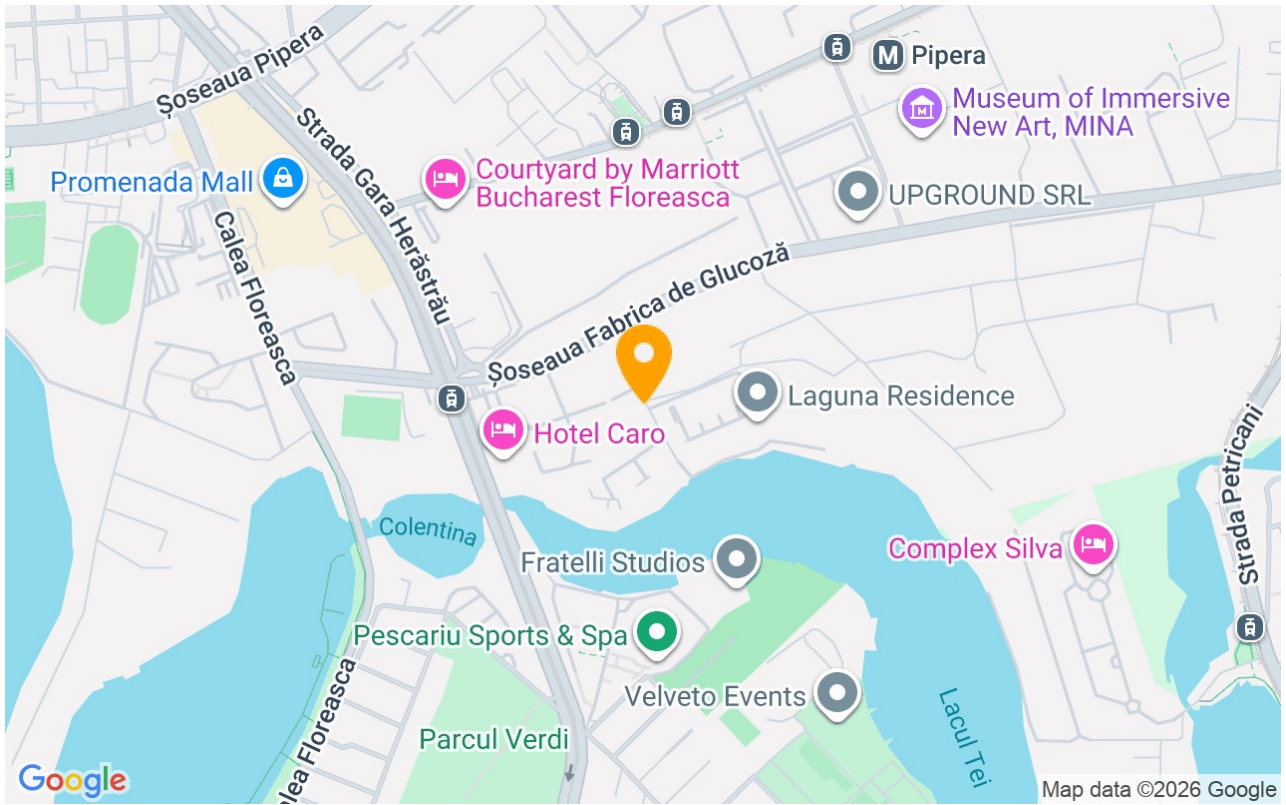 Șoseaua Pipera
M Pipera
Museum of Immersive
New Art, MINA
Strada Gara Herăstrău
Promenada Mall
Courtyard by Marriott
Bucharest Floreasca
UPGROUND SRL
Calea Floreasca
Șoseaua Fabrica de Glucoză
Laguna Residence
Hotel Caro
Strada Petricani
Colentina
Fratelli Studios
Complex Silva
Pescariu Sports & Spa
Velveto Events
Calea Floreasca
Parcul Verdi
Lacul Tei
Google
Map data ©2026 Google